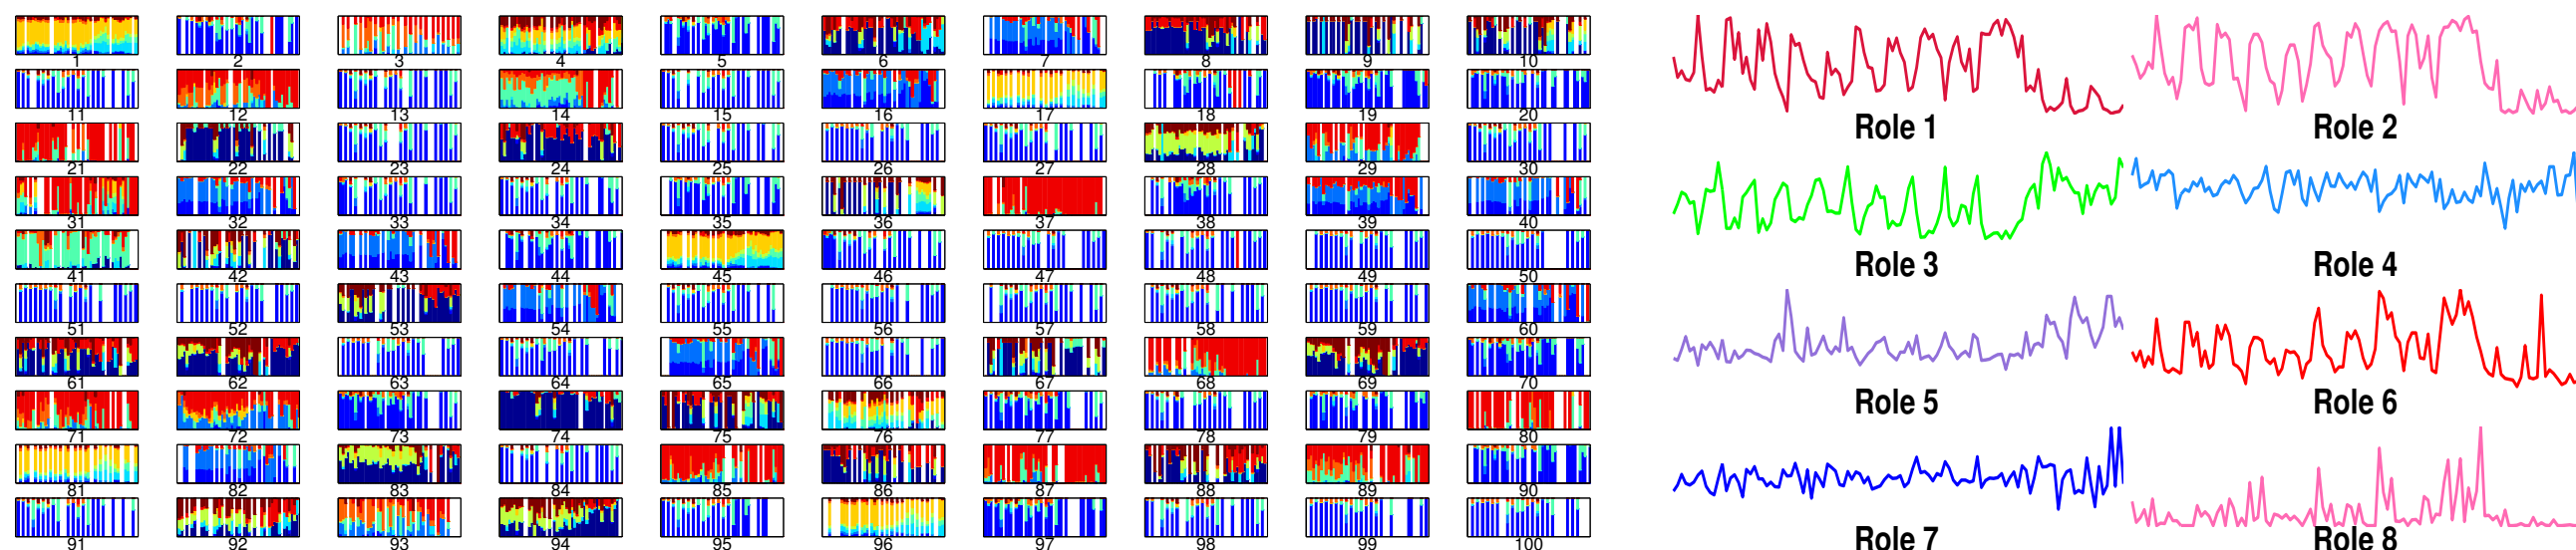 1 2 3 4 5 6 7 8 9 10
11 12 13 14 15 16 17 18 19 20
21 22 23 24 25 26 27 28 29 30
31 32 33 34 35 36 37 38 39 40
41 42 43 44 45 46 47 48 49 50
51 52 53 54 55 56 57 58 59 60
61 62 63 64 65 66 67 68 69 70
71 72 73 74 75 76 77 78 79 80
81 82 83 84 85 86 87 88 89 90
91 92 93 94 95 96 97 98 99 100
Role 1 Role 2
Role 3 Role 4
Role 5 Role 6
Role 7 Role 8